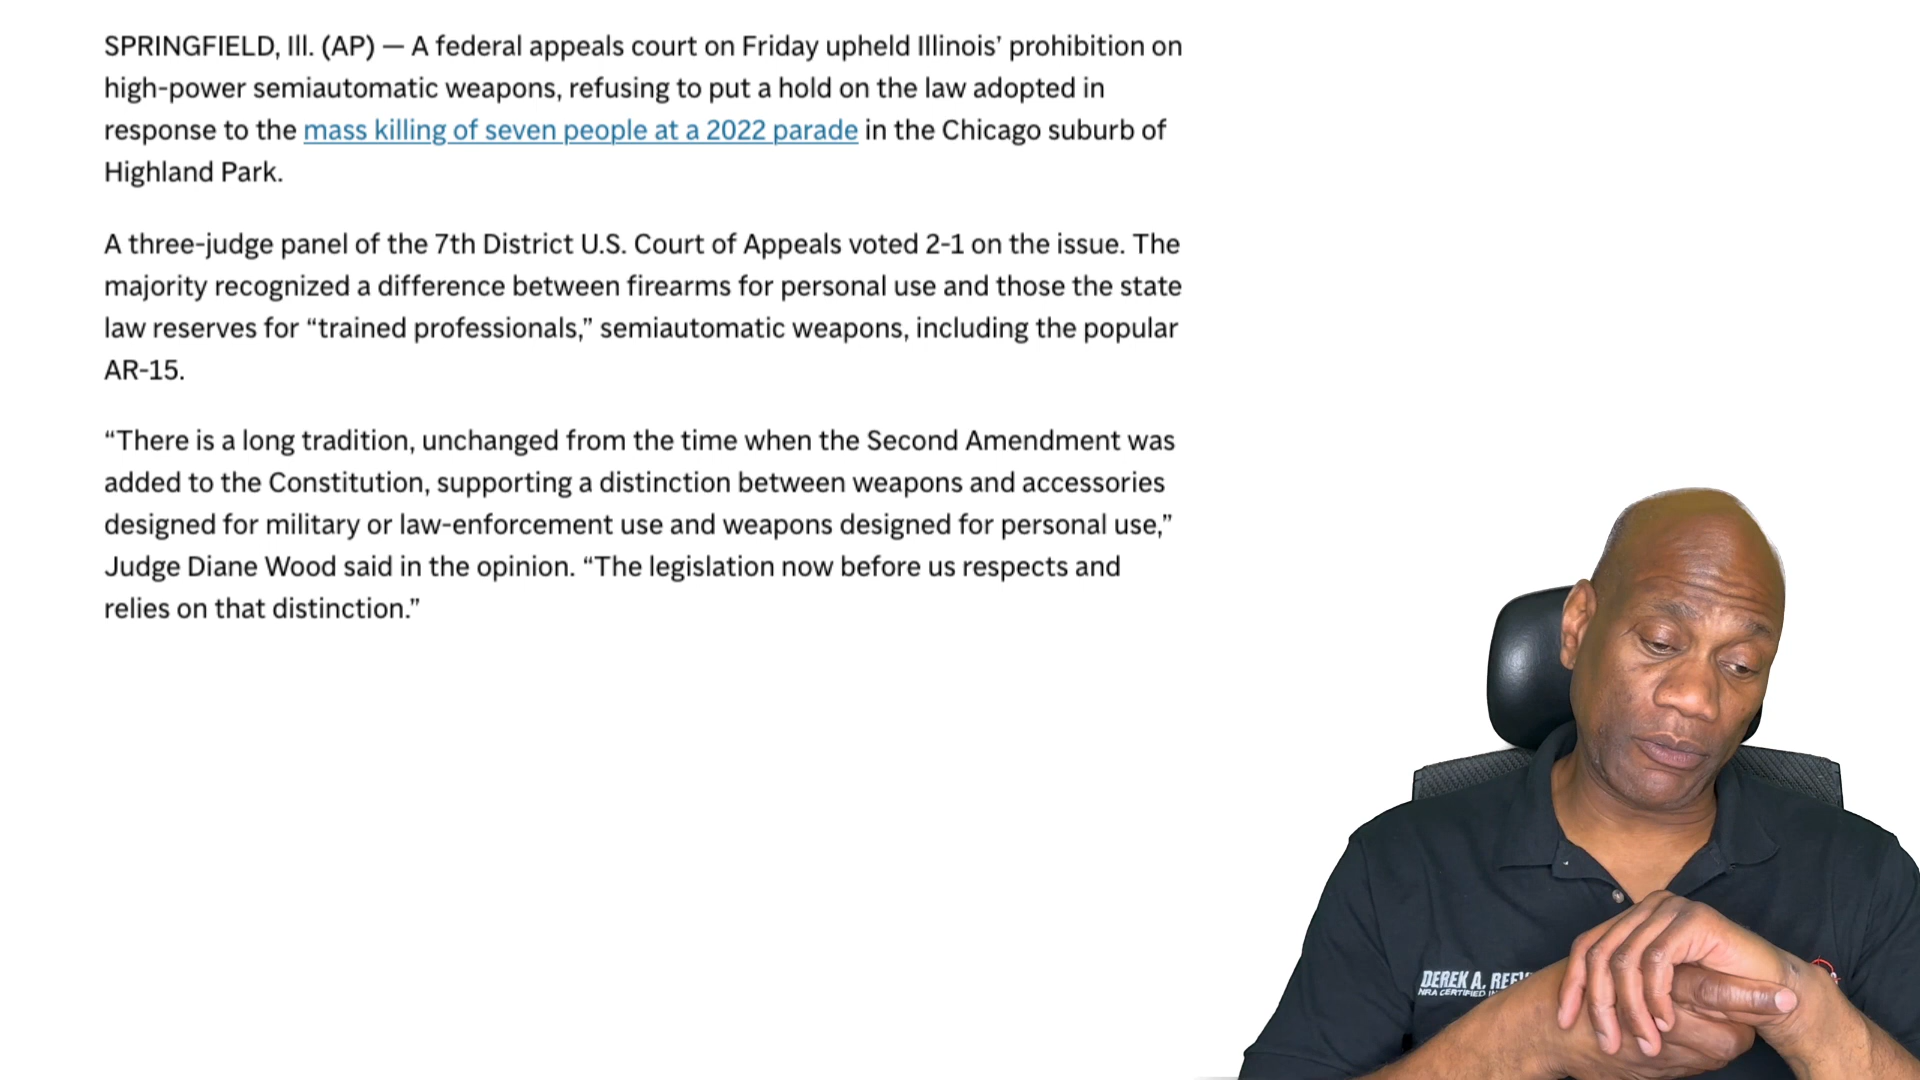 SPRINGFIELD, Ill. (AP) — A federal appeals court on Friday upheld Illinois’ prohibition on
high-power semiautomatic weapons, refusing to put a hold on the law adopted in
response to the mass killing of seven people at a 2022 parade in the Chicago suburb of
Highland Park.
A three-judge panel of the 7th District U.S. Court of Appeals voted 2-1 on the issue. The
majority recognized a difference between firearms for personal use and those the state
law reserves for “trained professionals,” semiautomatic weapons, including the popular
AR-15.
“There is a long tradition, unchanged from the time when the Second Amendment was
added to the Constitution, supporting a distinction between weapons and accessories
designed for military or law-enforcement use and weapons designed for personal use,”
Judge Diane Wood said in the opinion. “The legislation now before us respects and
relies on that distinction.”
DEREK A.
NRA CERTIFIED